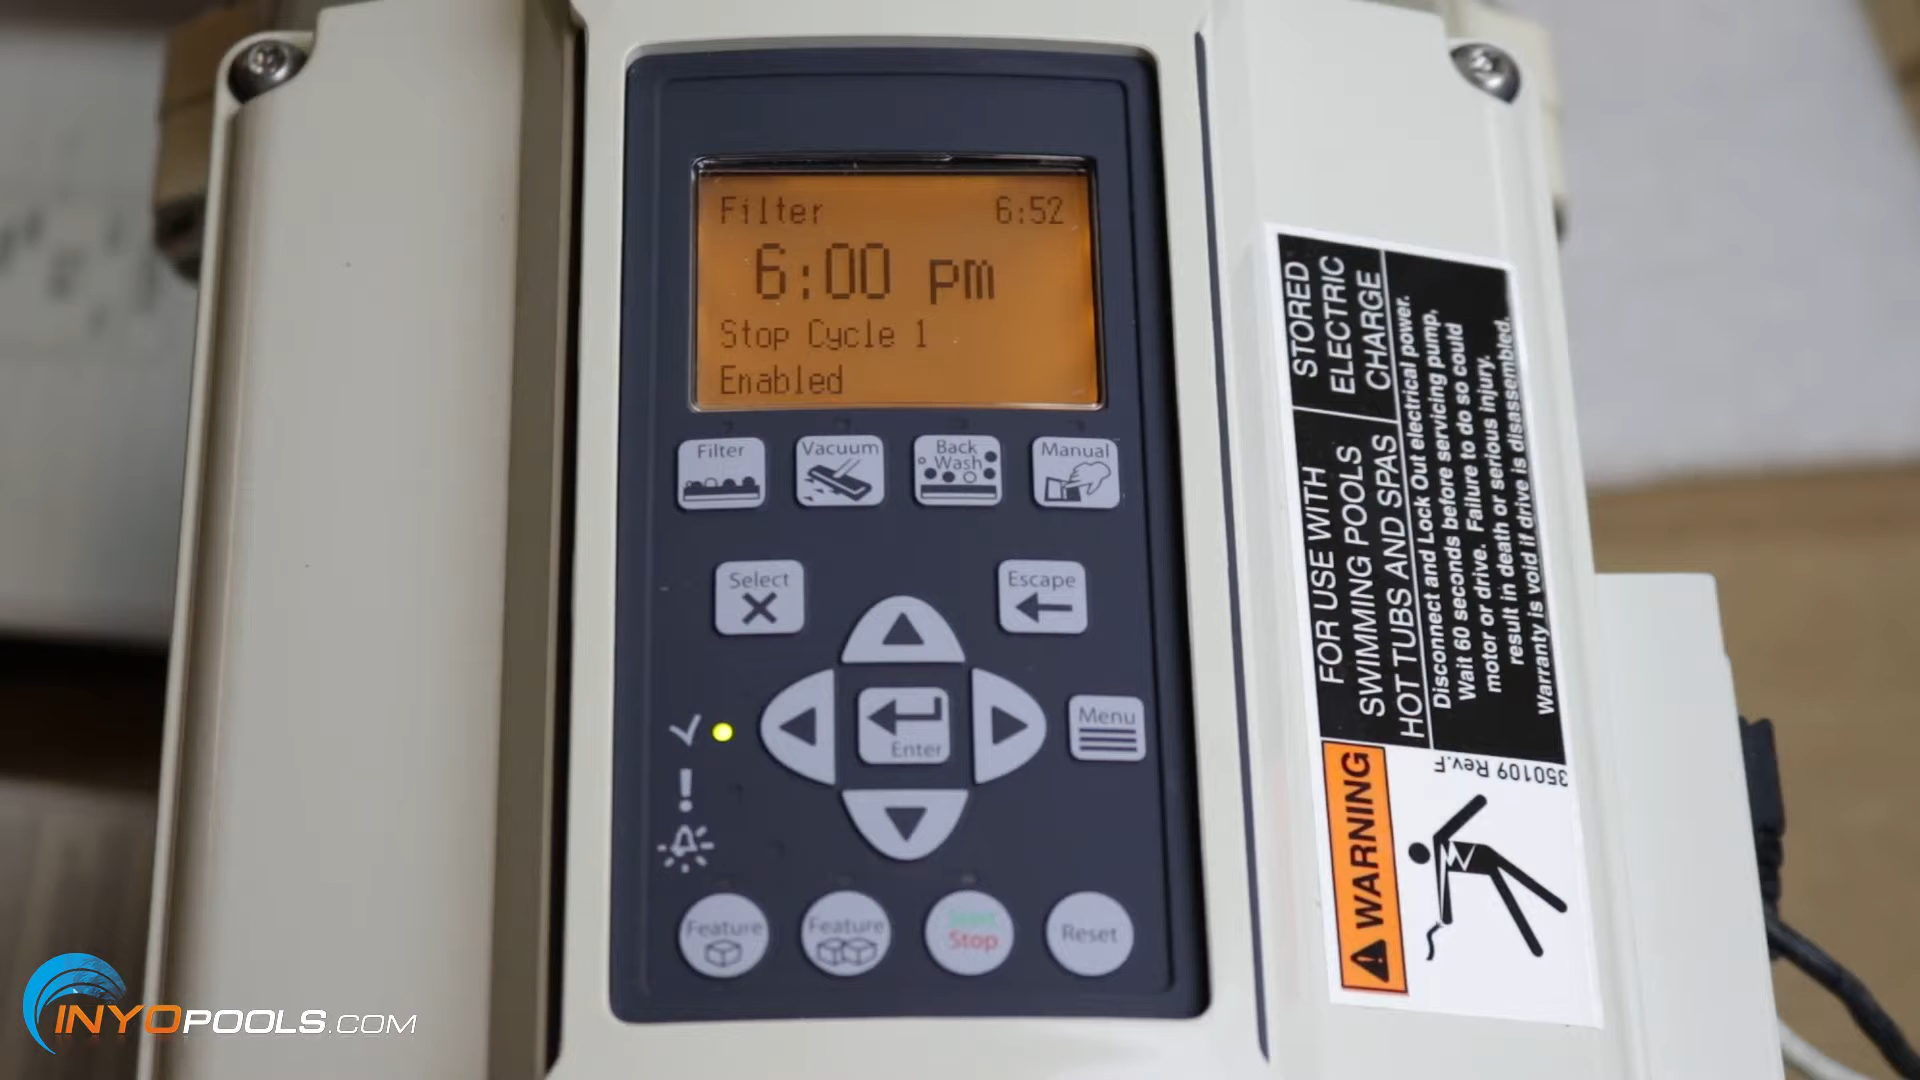 Filter 6:52
6:00 pm
Stop Cycle 1
Enabled
Filter
Vacuum
Back
Wash
Manual
Select
Escape
Enter
Menu
Feature
Feature
Start
Stop
Reset
STORED
ELECTRIC
CHARGE
FOR USE WITH
SWIMMING POOLS
HOT TUBS AND SPAS
Disconnect and Lock Out electrical power.
Wait 60 seconds before servicing pump,
motor or drive. Failure to do so could
result in death or serious injury.
Warranty is void if drive is disassembled.
WARNING
350109 Rev.F
INYOPOOLS.COM